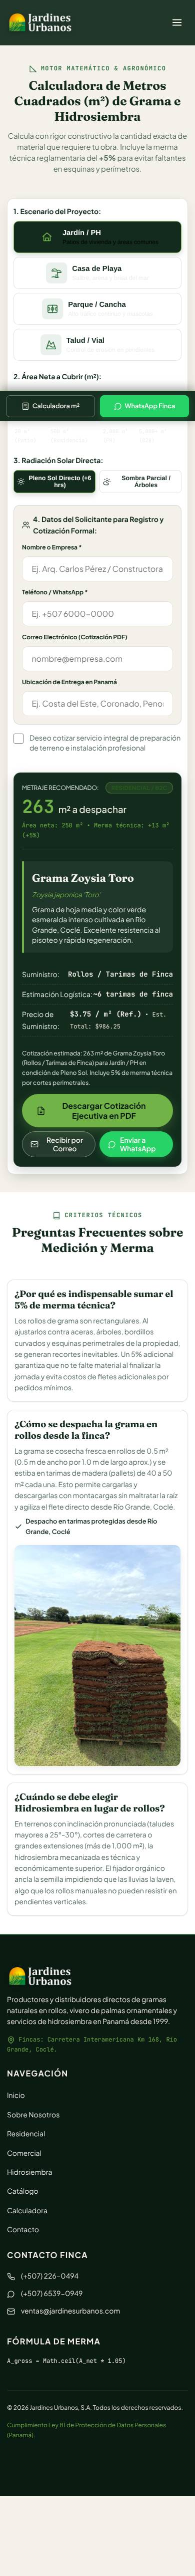 Jardines
Urbanos
MOTOR MATEMÁTICO & AGRONÓMICO
Calculadora de Metros
Cuadrados (m²) de Grama e
Hidrosiembra
Calcula con rigor constructivo la cantidad exacta de
material que requiere tu obra. Incluye la merma
técnica reglamentaria del +5% para evitar faltantes
en esquinas y perímetros.
1. Escenario del Proyecto:
Jardín / PH
Casa de Playa
Parque / Cancha
Talud / Vial
2. Área Neta a Cubrir (m²):
Calculadora m²
WhatsApp Finca
3. Radiación Solar Directa:
Pleno Sol Directo (+6
hrs)
Sombra Parcial /
Árboles
4. Datos del Solicitante para Registro y
Cotización Formal:
Nombre o Empresa *
Ej. Arq. Carlos Pérez / Constructora
Teléfono / WhatsApp *
Ej. +507 6000-0000
Correo Electrónico (Cotización PDF)
nombre@empresa.com
Ubicación de Entrega en Panamá
Ej. Costa del Este, Coronado, Penon
Deseo cotizar servicio integral de preparación
de terreno e instalación profesional
METRAJE RECOMENDADO:
263 m² a despachar
Área neta: 250 m² • Merma técnica: +13 m²
(+5%)
Grama Zoysia Toro
Zoysia japonica 'Toro'
Grama de hoja media y color verde
esmeralda intenso cultivada en Río
Grande, Coclé. Excelente resistencia al
pisoteo y rápida regeneración.
Suministro: Rollos / Tarimas de Finca
Estimación Logística: ~6 tarimas de finca
Precio de
Suministro:
$3.75 / m² (Ref.) • Est.
Total: $986.25
Cotización estimada: 263 m² de Grama Zoysia Toro
(Rollos / Tarimas de Finca) para Jardín / PH en
condición de Pleno Sol. Incluye 5% de merma técnica
por cortes perimetrales.
Descargar Cotización
Ejecutiva en PDF
Recibir por
Correo
Enviar a
WhatsApp
CRITERIOS TÉCNICOS
Preguntas Frecuentes sobre
Medición y Merma
¿Por qué es indispensable sumar el
5% de merma técnica?
Los rollos de grama son rectangulares. Al
ajustarlos contra aceras, árboles, bordillos
curvados y esquinas perimetrales de la propiedad,
se generan recortes inevitables. Un 5% adicional
garantiza que no te falte material al finalizar la
jornada y evita costos de fletes adicionales por
pedidos mínimos.
¿Cómo se despacha la grama en
rollos desde la finca?
La grama se cosecha fresca en rollos de 0.5 m²
(0.5 m de ancho por 1.0 m de largo aprox.) y se
estiba en tarimas de madera (pallets) de 40 a 50
m² cada una. Esto permite cargarlas y
descargarlas con montacargas sin maltratar la raíz
y agiliza el flete directo desde Río Grande, Coclé.
Despacho en tarimas protegidas desde Río
Grande, Coclé
¿Cuándo se debe elegir
Hidrosiembra en lugar de rollos?
En terrenos con inclinación pronunciada (taludes
mayores a 25°-30°), cortes de carretera o
grandes extensiones (más de 1,000 m²), la
hidrosiembra mecanizada es técnica y
económicamente superior. El fijador orgánico
ancla la semilla impidiendo que las lluvias la laven,
algo que los rollos manuales no pueden resistir en
pendientes verticales.
Jardines
Urbanos
Productores y distribuidores directos de gramas
naturales en rollos, vivero de palmas ornamentales y
servicios de hidrosiembra en Panamá desde 1999.
Fincas: Carretera Interamericana Km 168, Río
Grande, Coclé.
NAVEGACIÓN
Inicio
Sobre Nosotros
Residencial
Comercial
Hidrosiembra
Catálogo
Calculadora
Contacto
CONTACTO FINCA
(+507) 226-0494
(+507) 6539-0949
ventas@jardinesurbanos.com
FÓRMULA DE MERMA
A_gross = Math.ceil(A_net × 1.05)
© 2026 Jardines Urbanos, S.A. Todos los derechos reservados.
Cumplimiento Ley 81 de Protección de Datos Personales
(Panamá).